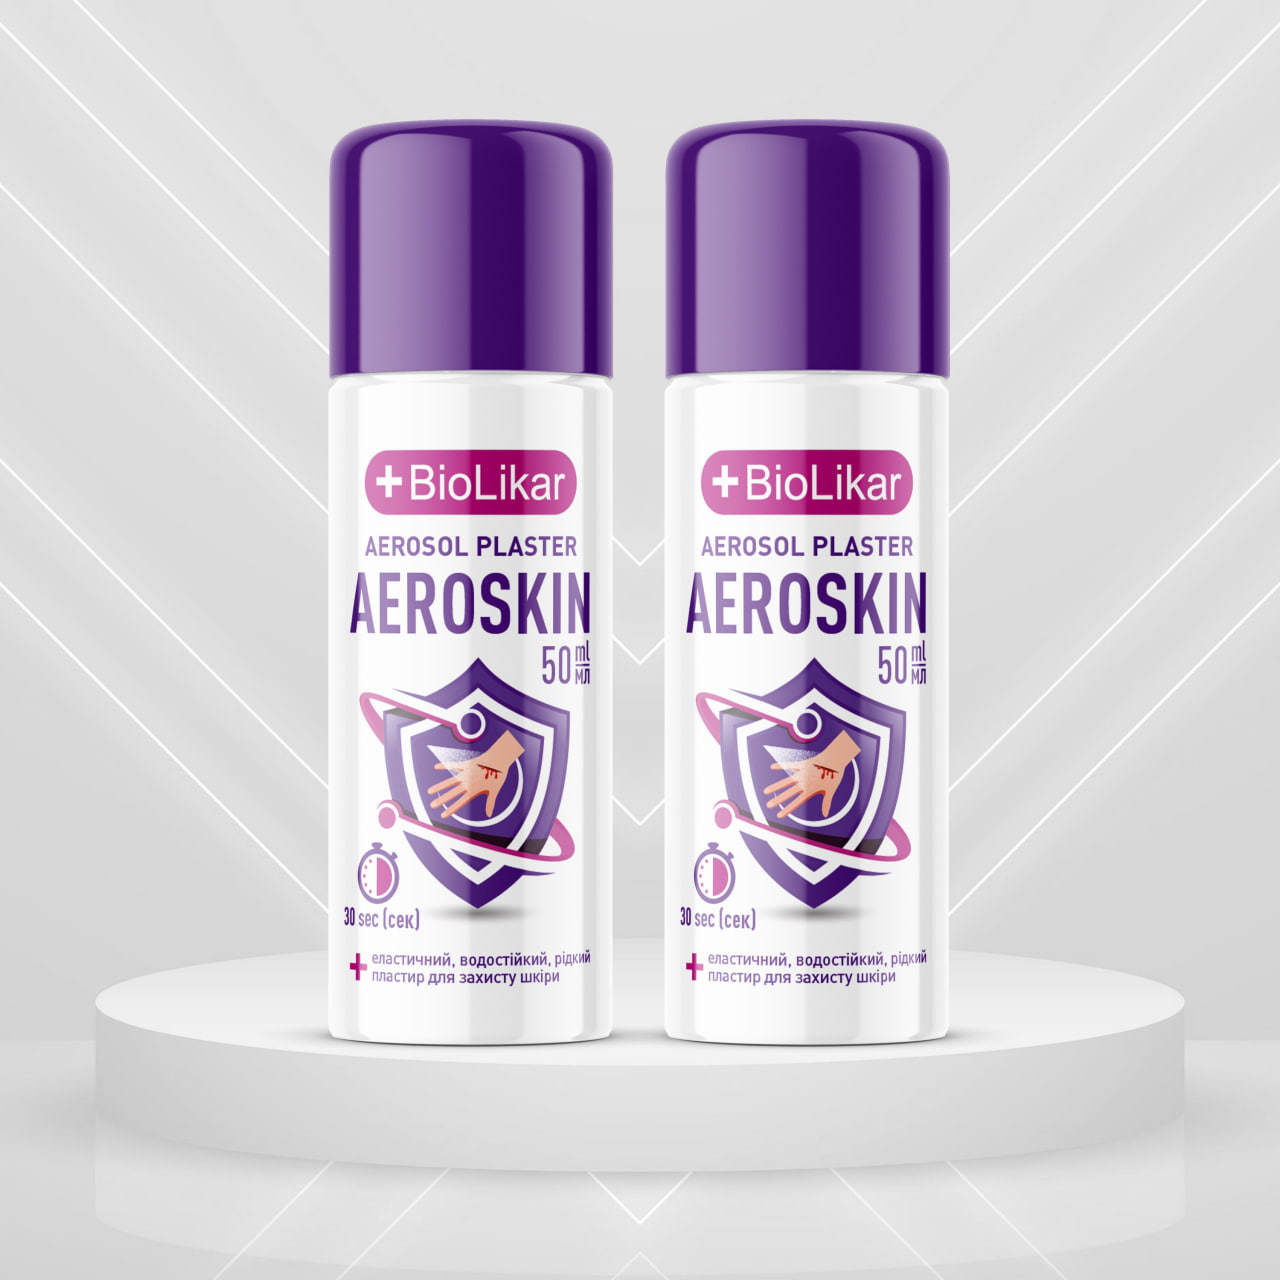 +BioLikar
AEROSOL PLASTER
AEROSKIN
50 ml
мл
30 sec (сек)
+ еластичний, водостійкий, рідкий
пластир для захисту шкіри
+BioLikar
AEROSOL PLASTER
AEROSKIN
50 ml
мл
30 sec (сек)
+ еластичний, водостійкий, рідкий
пластир для захисту шкіри